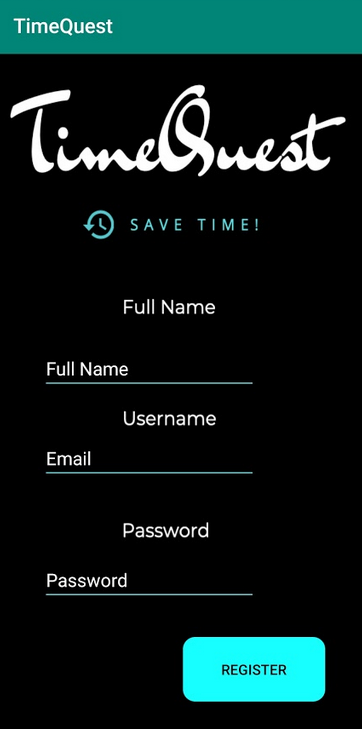 TimeQuest
TimeQuest
SAVE TIME!
Full Name
Full Name
Username
Email
Password
Password
REGISTER